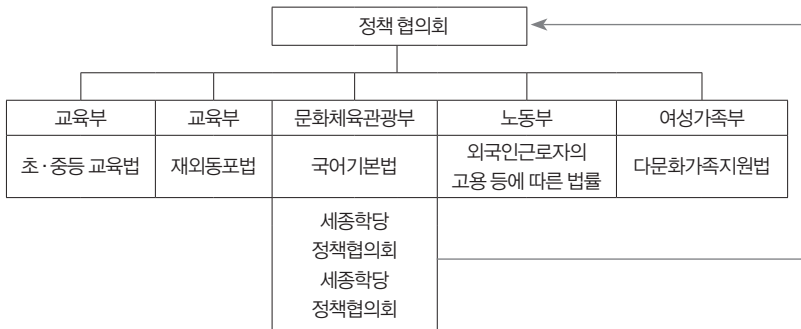 정책 협의회
교육부 교육부 문화체육관광부 노동부 여성가족부
초·중등 교육법 재외동포법 국어기본법 외국인근로자의 고용 등에 따른 법률 다문화가족지원법
세종학당
정책협의회
세종학당
정책협의회